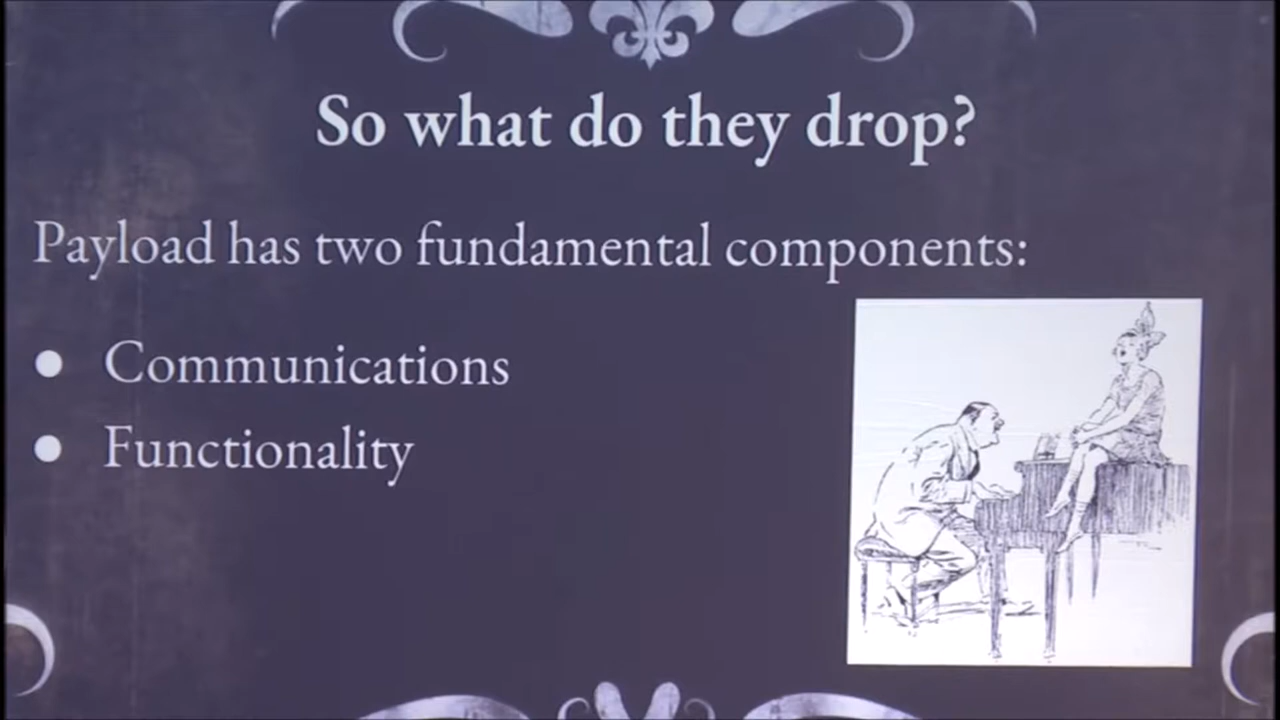 So what do they drop?
Payload has two fundamental components:
● Communications
● Functionality